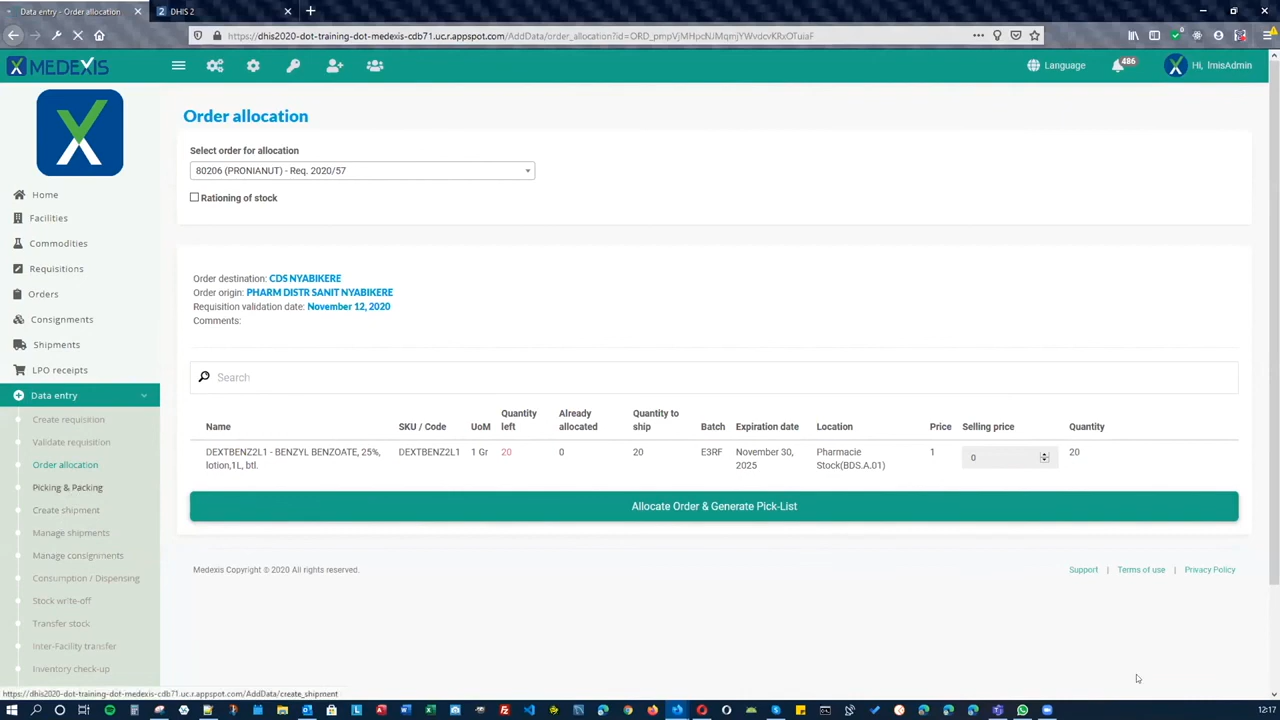 Data entry - Order allocation
DHIS 2
https://dhis2020-dot-training-dot-medexis-cdb71.uc.r.appspot.com/AddData/order_allocation?id=ORD_pmpVjMHpcNJMqmjYWvdcvKRxOTuiaF
MEDEXIS
Language
486
Hi, lmisAdmin
Order allocation
Select order for allocation
80206 (PRONIANUT) - Req. 2020/57
Rationing of stock
Home
Facilities
Commodities
Requisitions
Orders
Consignments
Shipments
LPO receipts
Data entry
Create requisition
Validate requisition
Order allocation
Picking & Packing
Create shipment
Manage shipments
Manage consignments
Consumption / Dispensing
Stock write-off
Transfer stock
Inter-Facility transfer
Inventory check-up
Order destination: CDS NYABIKERE
Order origin: PHARM DISTR SANIT NYABIKERE
Requisition validation date: November 12, 2020
Comments:
Search
Name SKU / Code UoM Quantity left Already allocated Quantity to ship Batch Expiration date Location Price Selling price Quantity
DEXTBENZ2L1 - BENZYL BENZOATE, 25%, lotion,1L, btl. DEXTBENZ2L1 1 Gr 20 0 20 E3RF November 30, 2025 Pharmacie Stock(BDS.A.01) 1 0 20
Allocate Order & Generate Pick-List
Medexis Copyright © 2020 All rights reserved.
Support | Terms of use | Privacy Policy
https://dhis2020-dot-training-dot-medexis-cdb71.uc.r.appspot.com/AddData/create_shipment
12:17